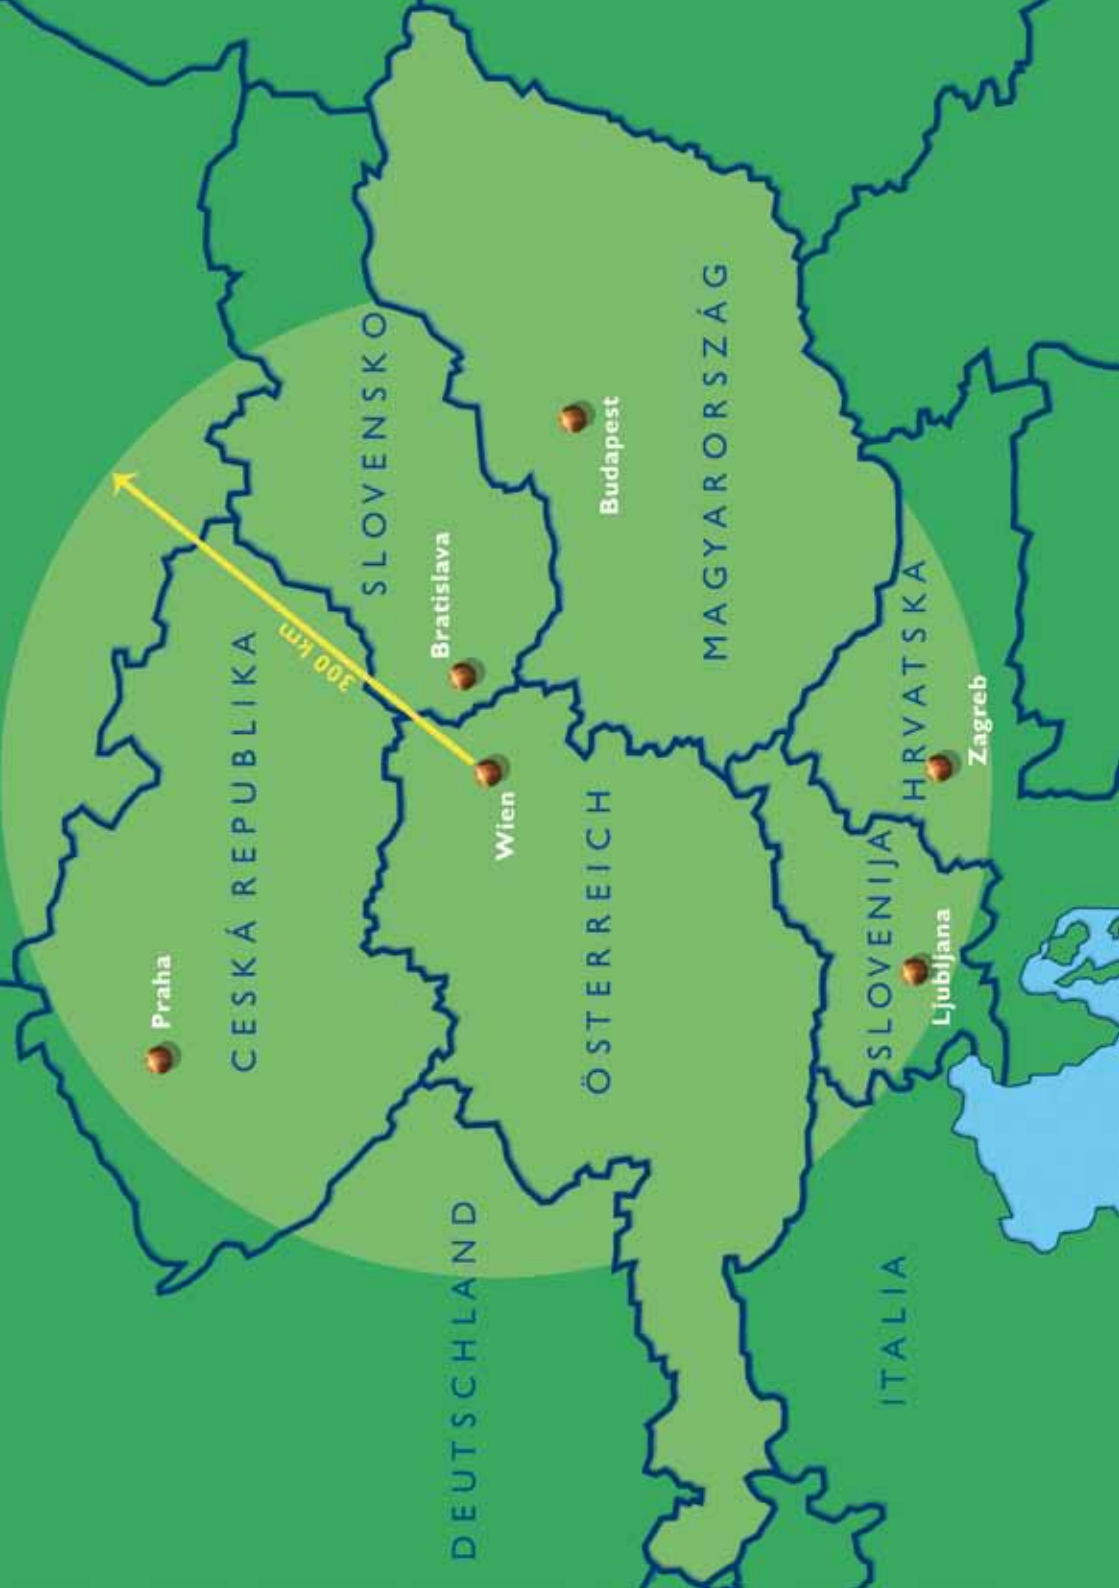 Praha
CESKÁ REPUBLIKA
300 km
SLOVENSKO
Bratislava
DEUTSCHLAND
Wien
ÖSTERREICH
Budapest
MAGYARORSZÁG
SLOVENIJA
HRVATSKA
ITALIA
Ljubljana
Zagreb